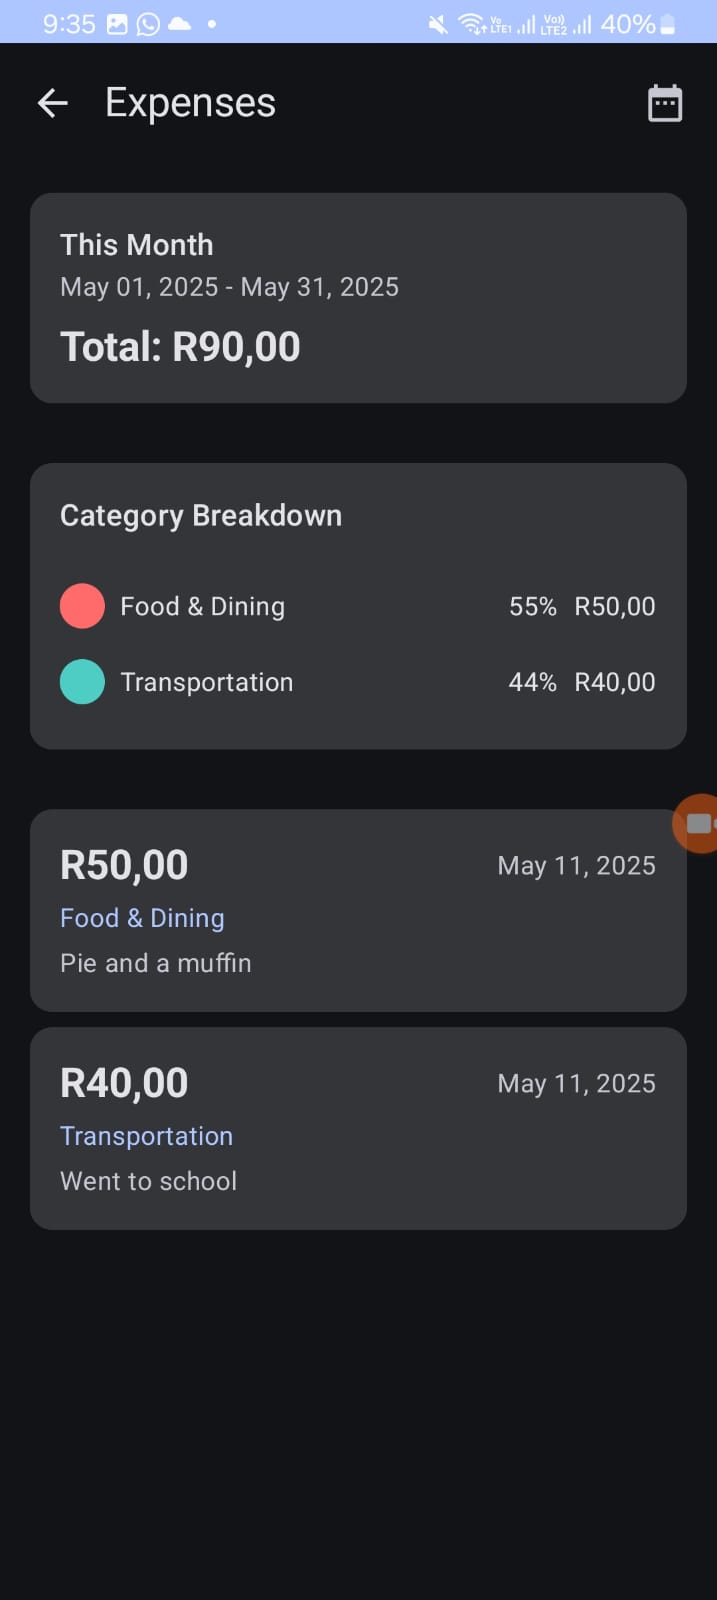 9:35 40%
Vo LTE1 Vo) LTE2
Expenses
This Month
May 01, 2025 - May 31, 2025
Total: R90,00
Category Breakdown
Food & Dining 55% R50,00
Transportation 44% R40,00
R50,00 May 11, 2025
Food & Dining
Pie and a muffin
R40,00 May 11, 2025
Transportation
Went to school